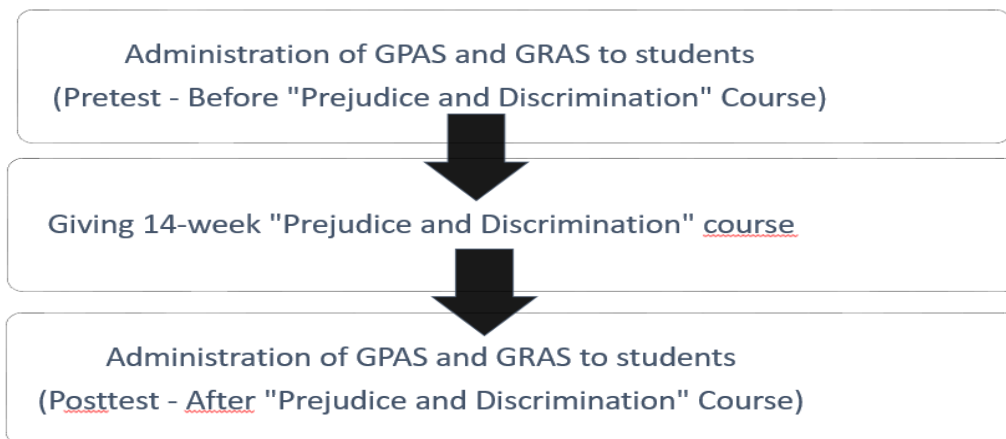 Administration of GPAS and GRAS to students
(Pretest - Before "Prejudice and Discrimination" Course)
Giving 14-week "Prejudice and Discrimination" course
Administration of GPAS and GRAS to students
(Posttest - After "Prejudice and Discrimination" Course)